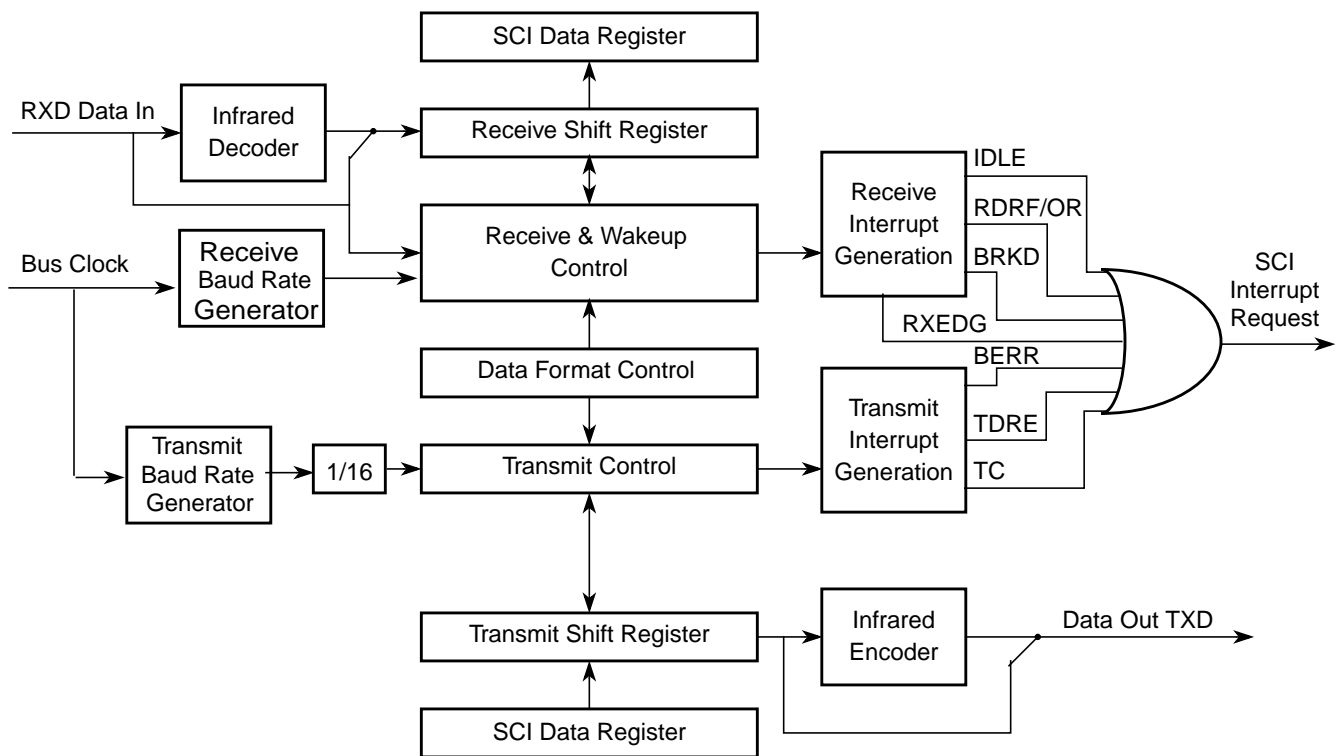 SCI Data Register
RXD Data In
Infrared
Decoder
Receive Shift Register
IDLE
Receive
Interrupt
Generation
RDRF/OR
BRKD
Receive & Wakeup
Control
Bus Clock
Receive
Baud Rate
Generator
SCI
Interrupt
Request
RXEDG
BERR
Data Format Control
Transmit
Interrupt
Generation
TDRE
TC
Transmit
Baud Rate
Generator
1/16
Transmit Control
Transmit Shift Register
Infrared
Encoder
Data Out TXD
SCI Data Register